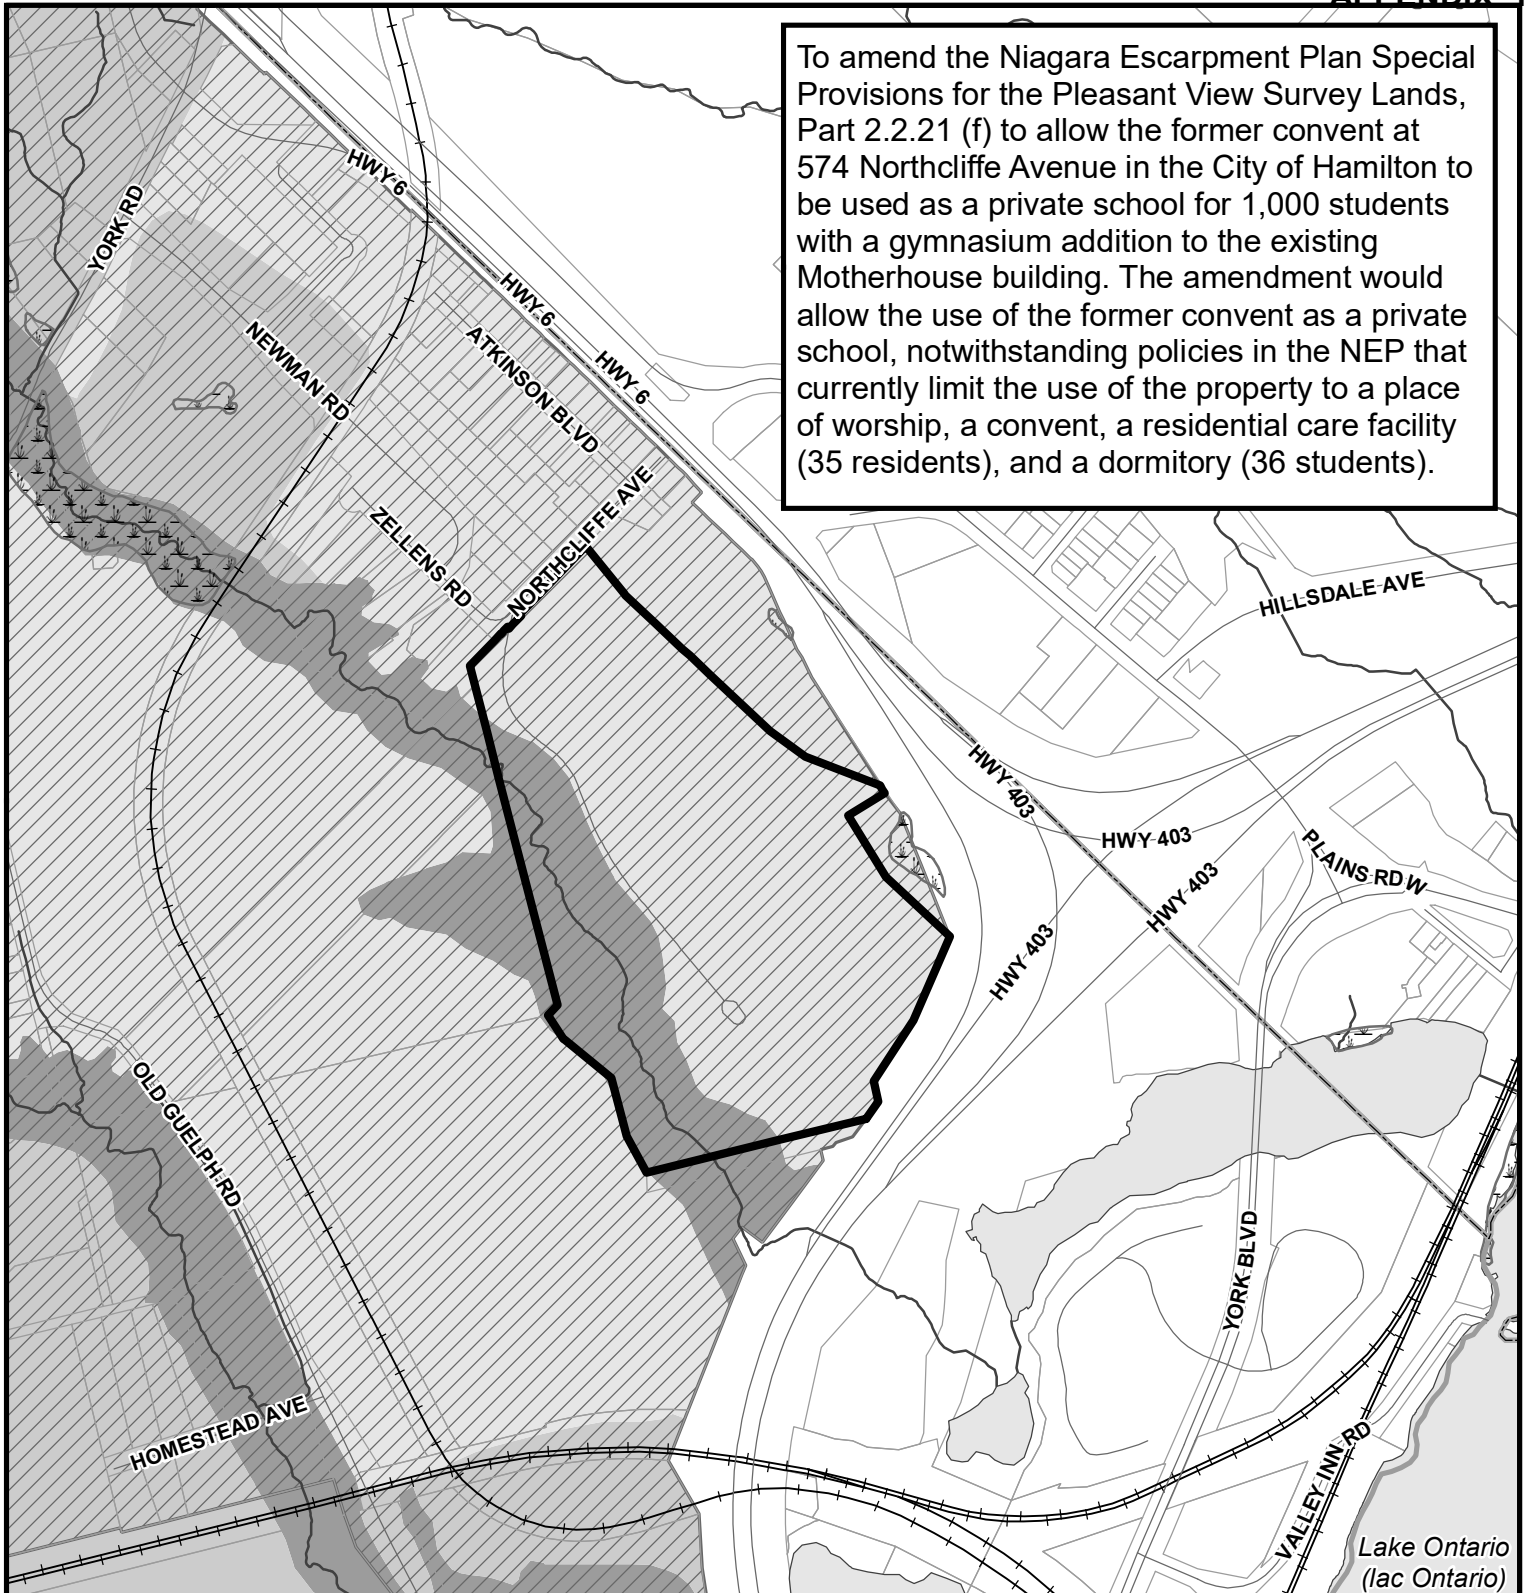 APPENDIX
To amend the Niagara Escarpment Plan Special
Provisions for the Pleasant View Survey Lands,
Part 2.2.21 (f) to allow the former convent at
574 Northcliffe Avenue in the City of Hamilton to
be used as a private school for 1,000 students
with a gymnasium addition to the existing
Motherhouse building. The amendment would
allow the use of the former convent as a private
school, notwithstanding policies in the NEP that
currently limit the use of the property to a place
of worship, a convent, a residential care facility
(35 residents), and a dormitory (36 students).
HWY 6
YORK RD
HWY 6
NEWMAN RD
ATKINSON BLVD
HWY 6
ZELLENS RD
NORTHCLIFFE AVE
HILLSDALE AVE
HWY 403
HWY 403
PLAINS RD W
HWY 403
HWY 403
OLD GUELPH RD
YORK BLVD
HOMESTEAD AVE
VALLEY INN RD
Lake Ontario
(lac Ontario)